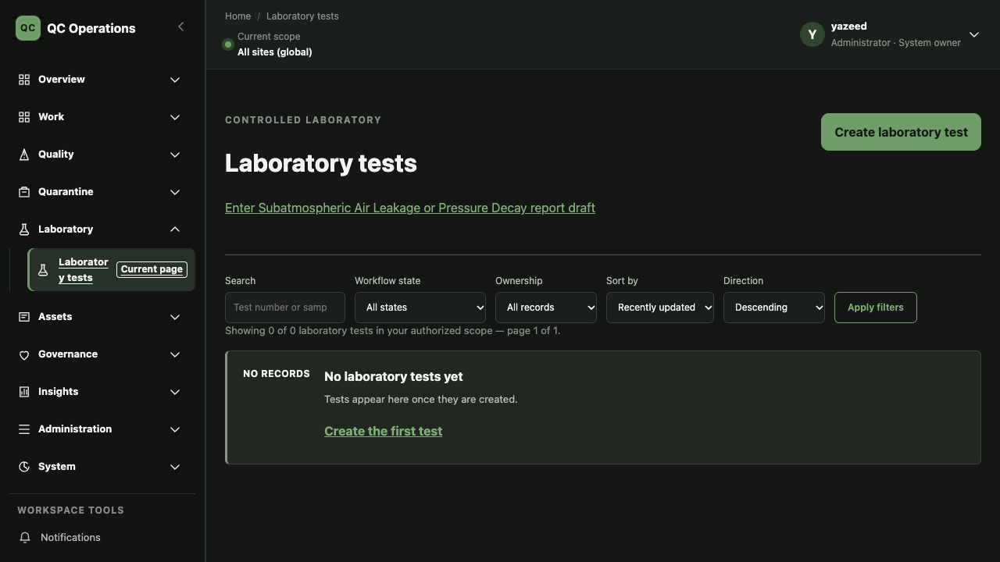 QC
QC Operations
Overview
Work
Quality
Quarantine
Laboratory
Laborator
y tests
Current page
Assets
Governance
Insights
Administration
System
WORKSPACE TOOLS
Notifications
Home / Laboratory tests
Current scope
All sites (global)
Y
yazeed
Administrator · System owner
CONTROLLED LABORATORY
Create laboratory test
Laboratory tests
Enter Subatmospheric Air Leakage or Pressure Decay report draft
Search
Workflow state
Ownership
Sort by
Direction
Test number or samp
All states
All records
Recently updated
Descending
Apply filters
Showing 0 of 0 laboratory tests in your authorized scope — page 1 of 1.
NO RECORDS
No laboratory tests yet
Tests appear here once they are created.
Create the first test